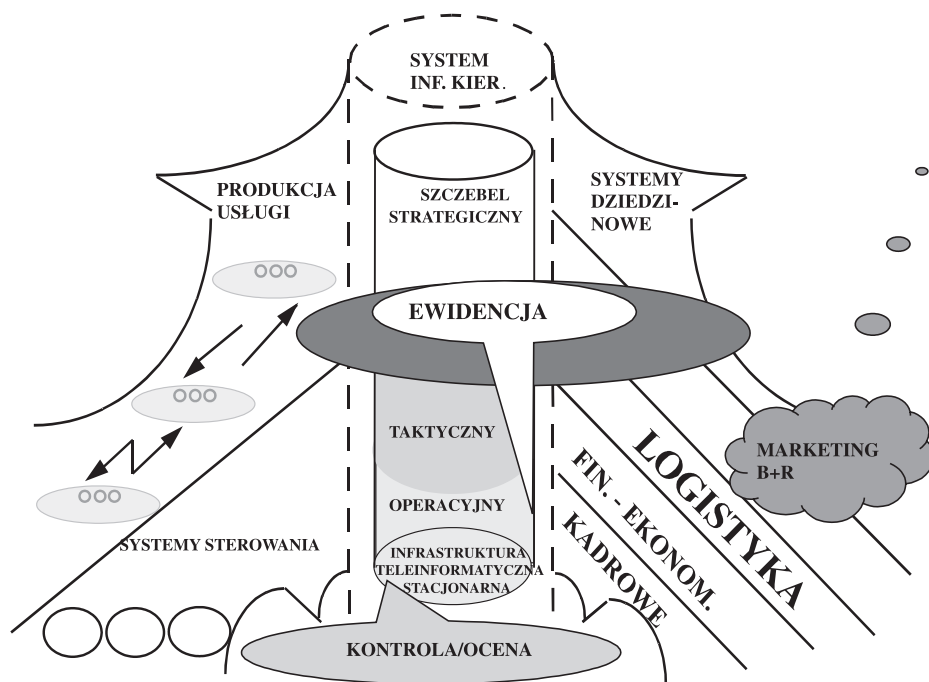 SYSTEM
INF. KIER.
PRODUKCJA
USŁUGI
SZCZEBEL
STRATEGICZNY
SYSTEMY
DZIEDZI-
NOWE
OOO
EWIDENCJA
OOO
TAKTYCZNY
LOGISTYKA
MARKETING
B+R
FIN. - EKONOM.
OOO
OPERACYJNY
KADROWE
SYSTEMY STEROWANIA
INFRASTRUKTURA
TELEINFORMATYCZNA
STACJONARNA
KONTROLA/OCENA